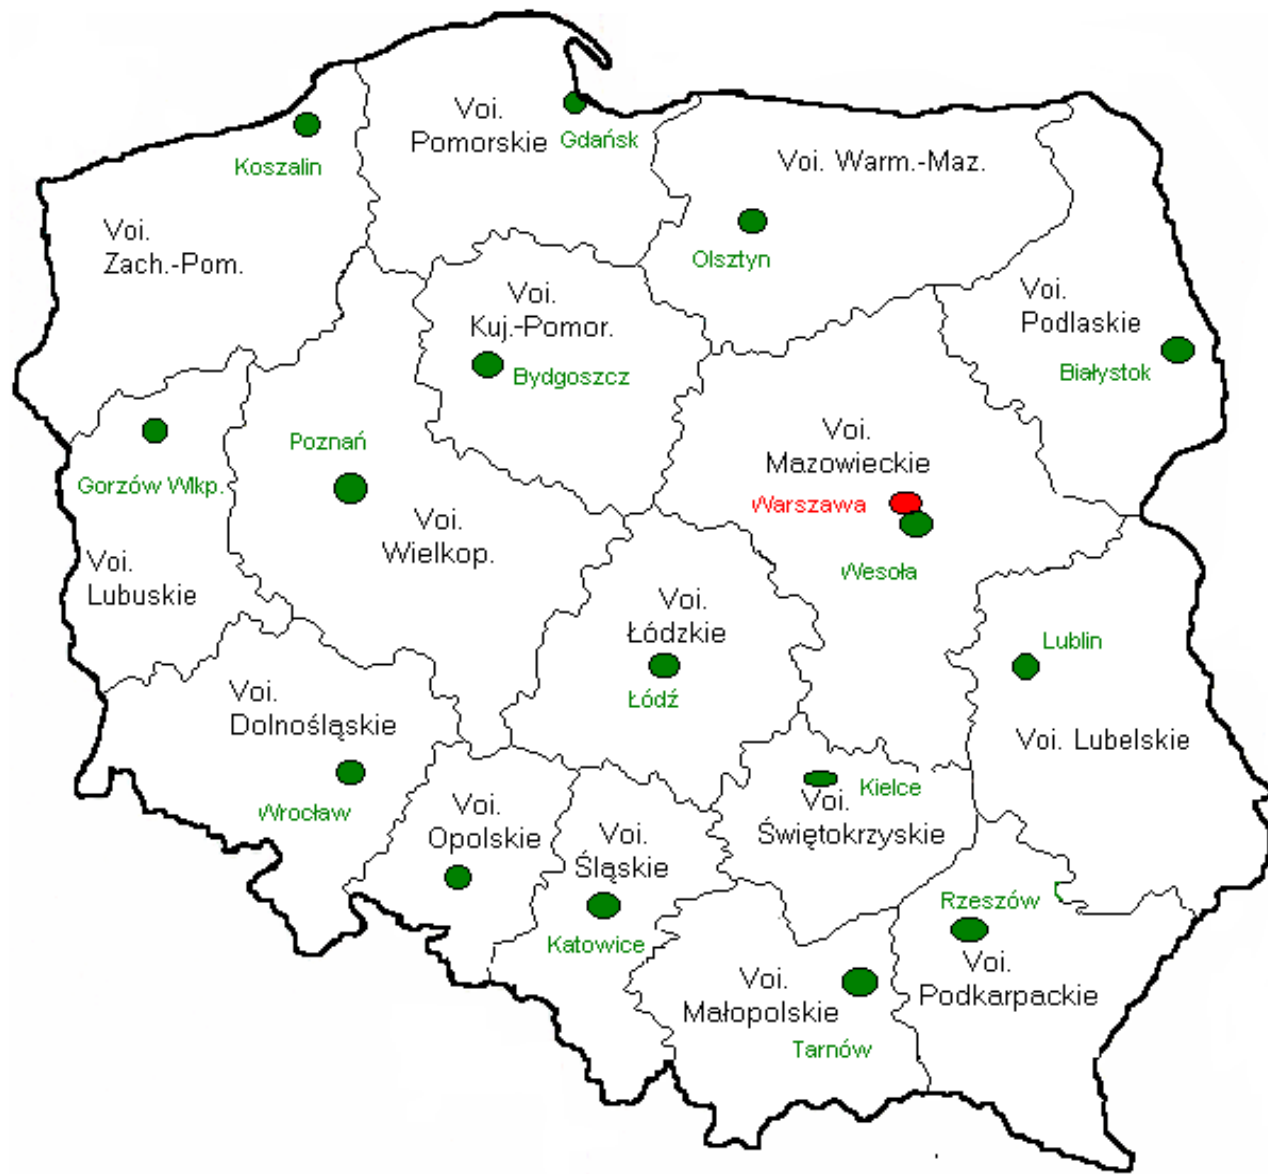 Voi.
Pomorskie
Gdańsk
Koszalin
Voi. Warm.-Maz.
Voi.
Zach.-Pom.
Olsztyn
Voi.
Kuj.-Pomor.
Bydgoszcz
Voi.
Podlaskie
Białystok
Gorzów Wlkp.
Poznań
Voi.
Mazowieckie
Warszawa
Wesoła
Voi.
Wielkop.
Voi.
Lubuskie
Voi.
Łódzkie
Łódź
Lublin
Voi. Lubelskie
Voi.
Dolnośląskie
Wrocław
Voi.
Opolskie
Voi.
Śląskie
Katowice
Kielce
Voi.
Świętokrzyskie
Rzeszów
Voi.
Podkarpackie
Voi.
Małopolskie
Tarnów